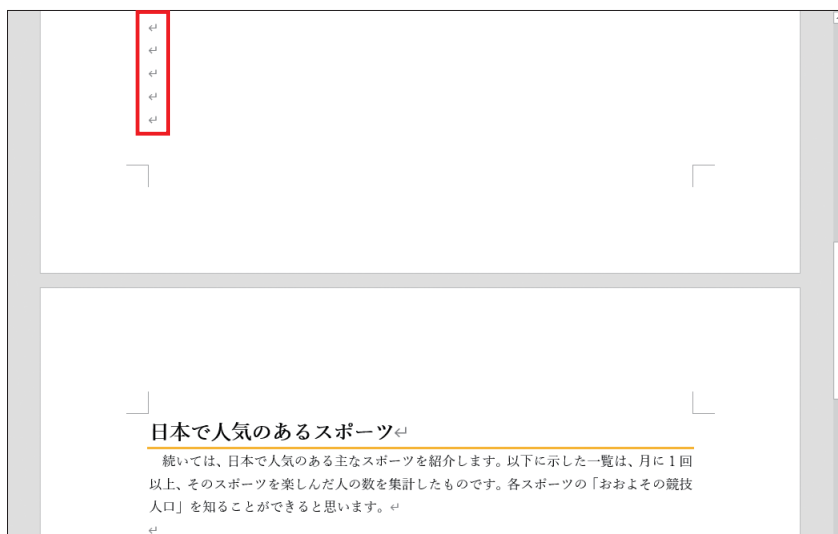 ↵
↵
↵
↵
↵
日本で人気のあるスポーツ↵
続いては、日本で人気のある主なスポーツを紹介します。以下に示した一覧は、月に１回
以上、そのスポーツを楽しんだ人の数を集計したものです。各スポーツの「おおよその競技
人口」を知ることができると思います。↵
↵